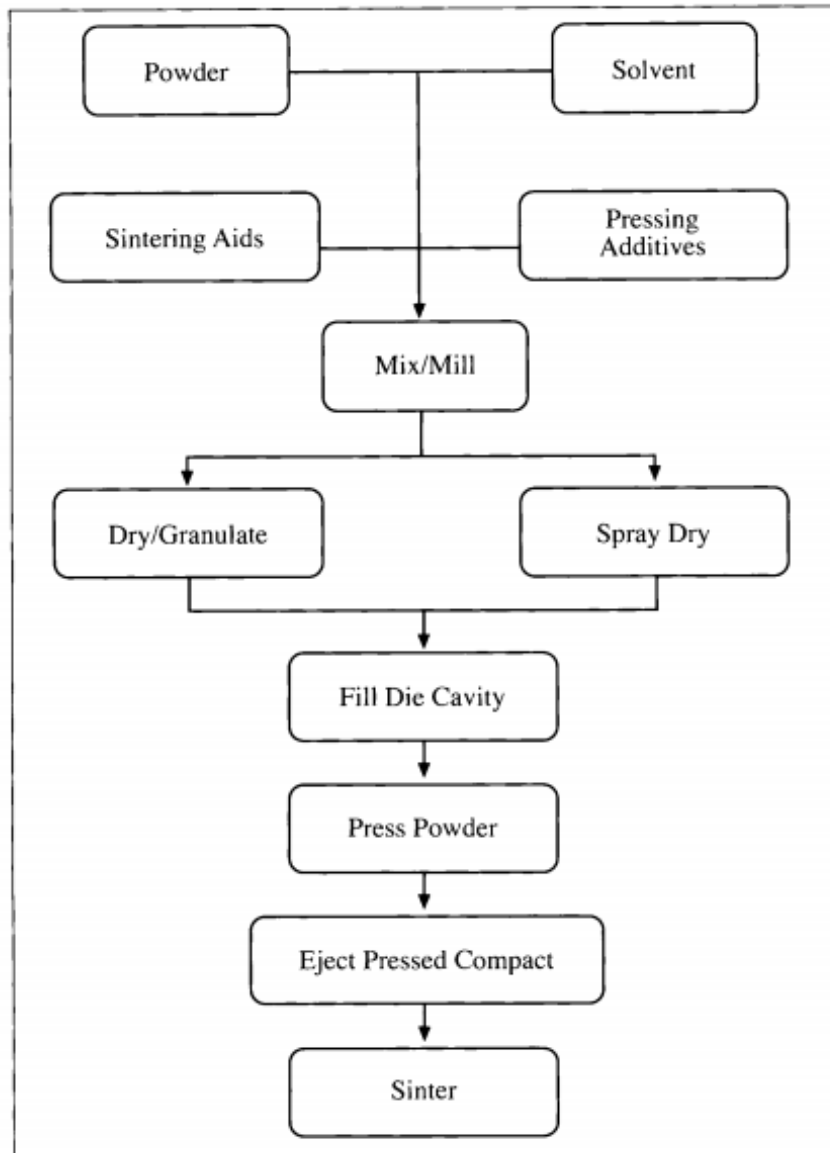 Powder
Solvent
Sintering Aids
Pressing
Additives
Mix/Mill
Dry/Granulate
Spray Dry
Fill Die Cavity
Press Powder
Eject Pressed Compact
Sinter